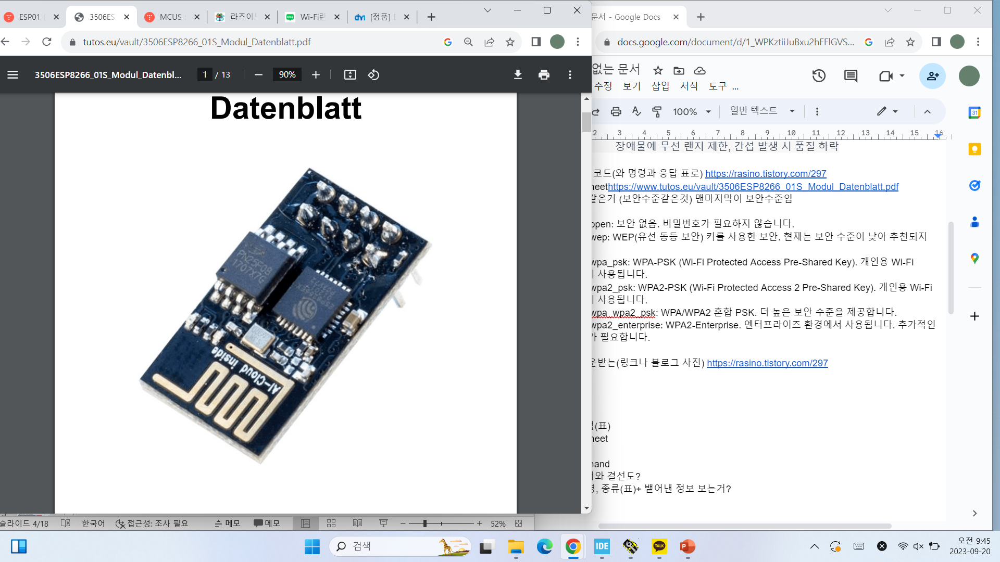 ESP01
3506ES
MCUS
라즈이노
Wi-Fi란
[정품]
tutos.eu/vault/3506ESP8266_01S_Modul_Datenblatt.pdf
3506ESP8266_01S_Modul_Datenbl...
1 / 13
90%
Datenblatt
PN25F08
1707X7G
AI-Cloud inside
슬라이드 4/18
한국어
접근성: 조사 필요
메모
메모
52%
문서 - Google Docs
docs.google.com/document/d/1_WPKztiiJuBxu2hFFlGVS...
없는 문서
수정
보기
삽입
서식
도구
...
100%
일반 텍스트
2 3 4 5 6 7 8 9 10 11 12 13 14 15 16
31
장애물에 무선 랜지 제한, 간섭 발생 시 품질 하락
코드(와 명령과 응답 표로) https://rasino.tistory.com/297
neethttps://www.tutos.eu/vault/3506ESP8266_01S_Modul_Datenblatt.pdf
같은거 (보안수준같은것) 맨마지막이 보안수준임
open: 보안 없음. 비밀번호가 필요하지 않습니다.
wep: WEP(유선 동등 보안) 키를 사용한 보안. 현재는 보안 수준이 낮아 추천되지
wpa_psk: WPA-PSK (Wi-Fi Protected Access Pre-Shared Key). 개인용 Wi-Fi
사용됩니다.
wpa2_psk: WPA2-PSK (Wi-Fi Protected Access 2 Pre-Shared Key). 개인용 Wi-Fi
사용됩니다.
wpa_wpa2_psk: WPA/WPA2 혼합 PSK. 더 높은 보안 수준을 제공합니다.
wpa2_enterprise: WPA2-Enterprise. 엔터프라이즈 환경에서 사용됩니다. 추가적인
가 필요합니다.
운받는(링크나 블로그 사진) https://rasino.tistory.com/297
(표)
neet
nand
와 결선도?
, 종류(표)+ 뱉어낸 정보 보는거?
검색
IDE
TALK
오전 9:45
2023-09-20